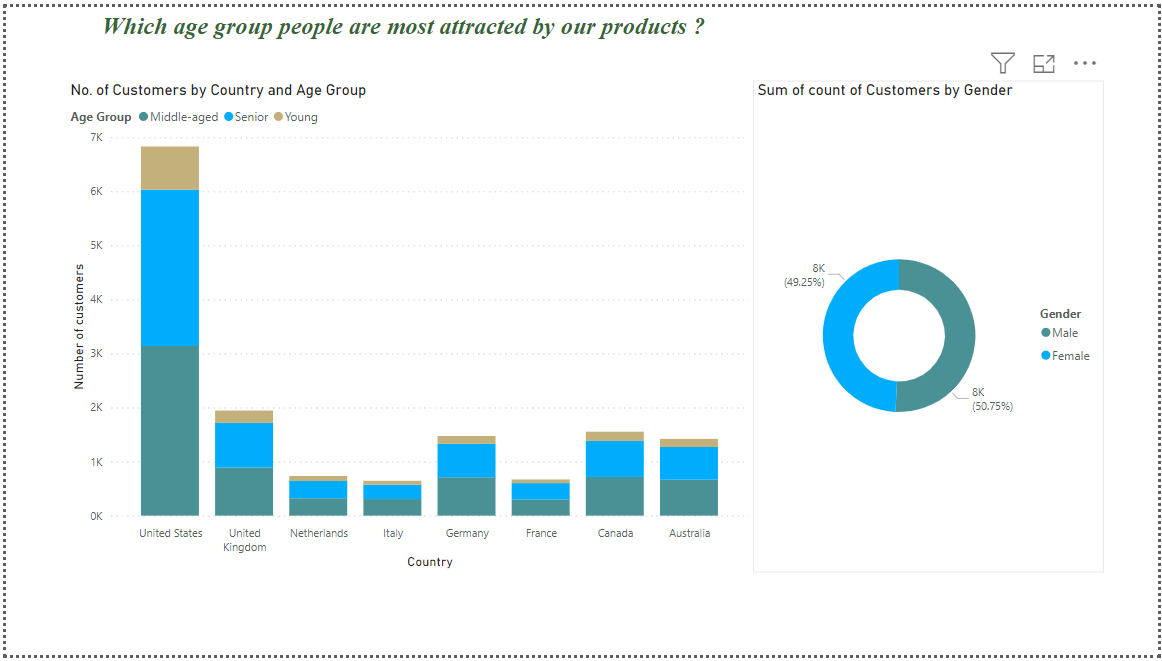 Which age group people are most attracted by our products ?
No. of Customers by Country and Age Group
Age Group Middle-aged Senior Young
7K
6K
5K
4K
3K
2K
1K
0K
Number of customers
United States
United
Kingdom
Netherlands
Italy
Germany
France
Canada
Australia
Country
Sum of count of Customers by Gender
8K
(49.25%)
8K
(50.75%)
Gender
Male
Female